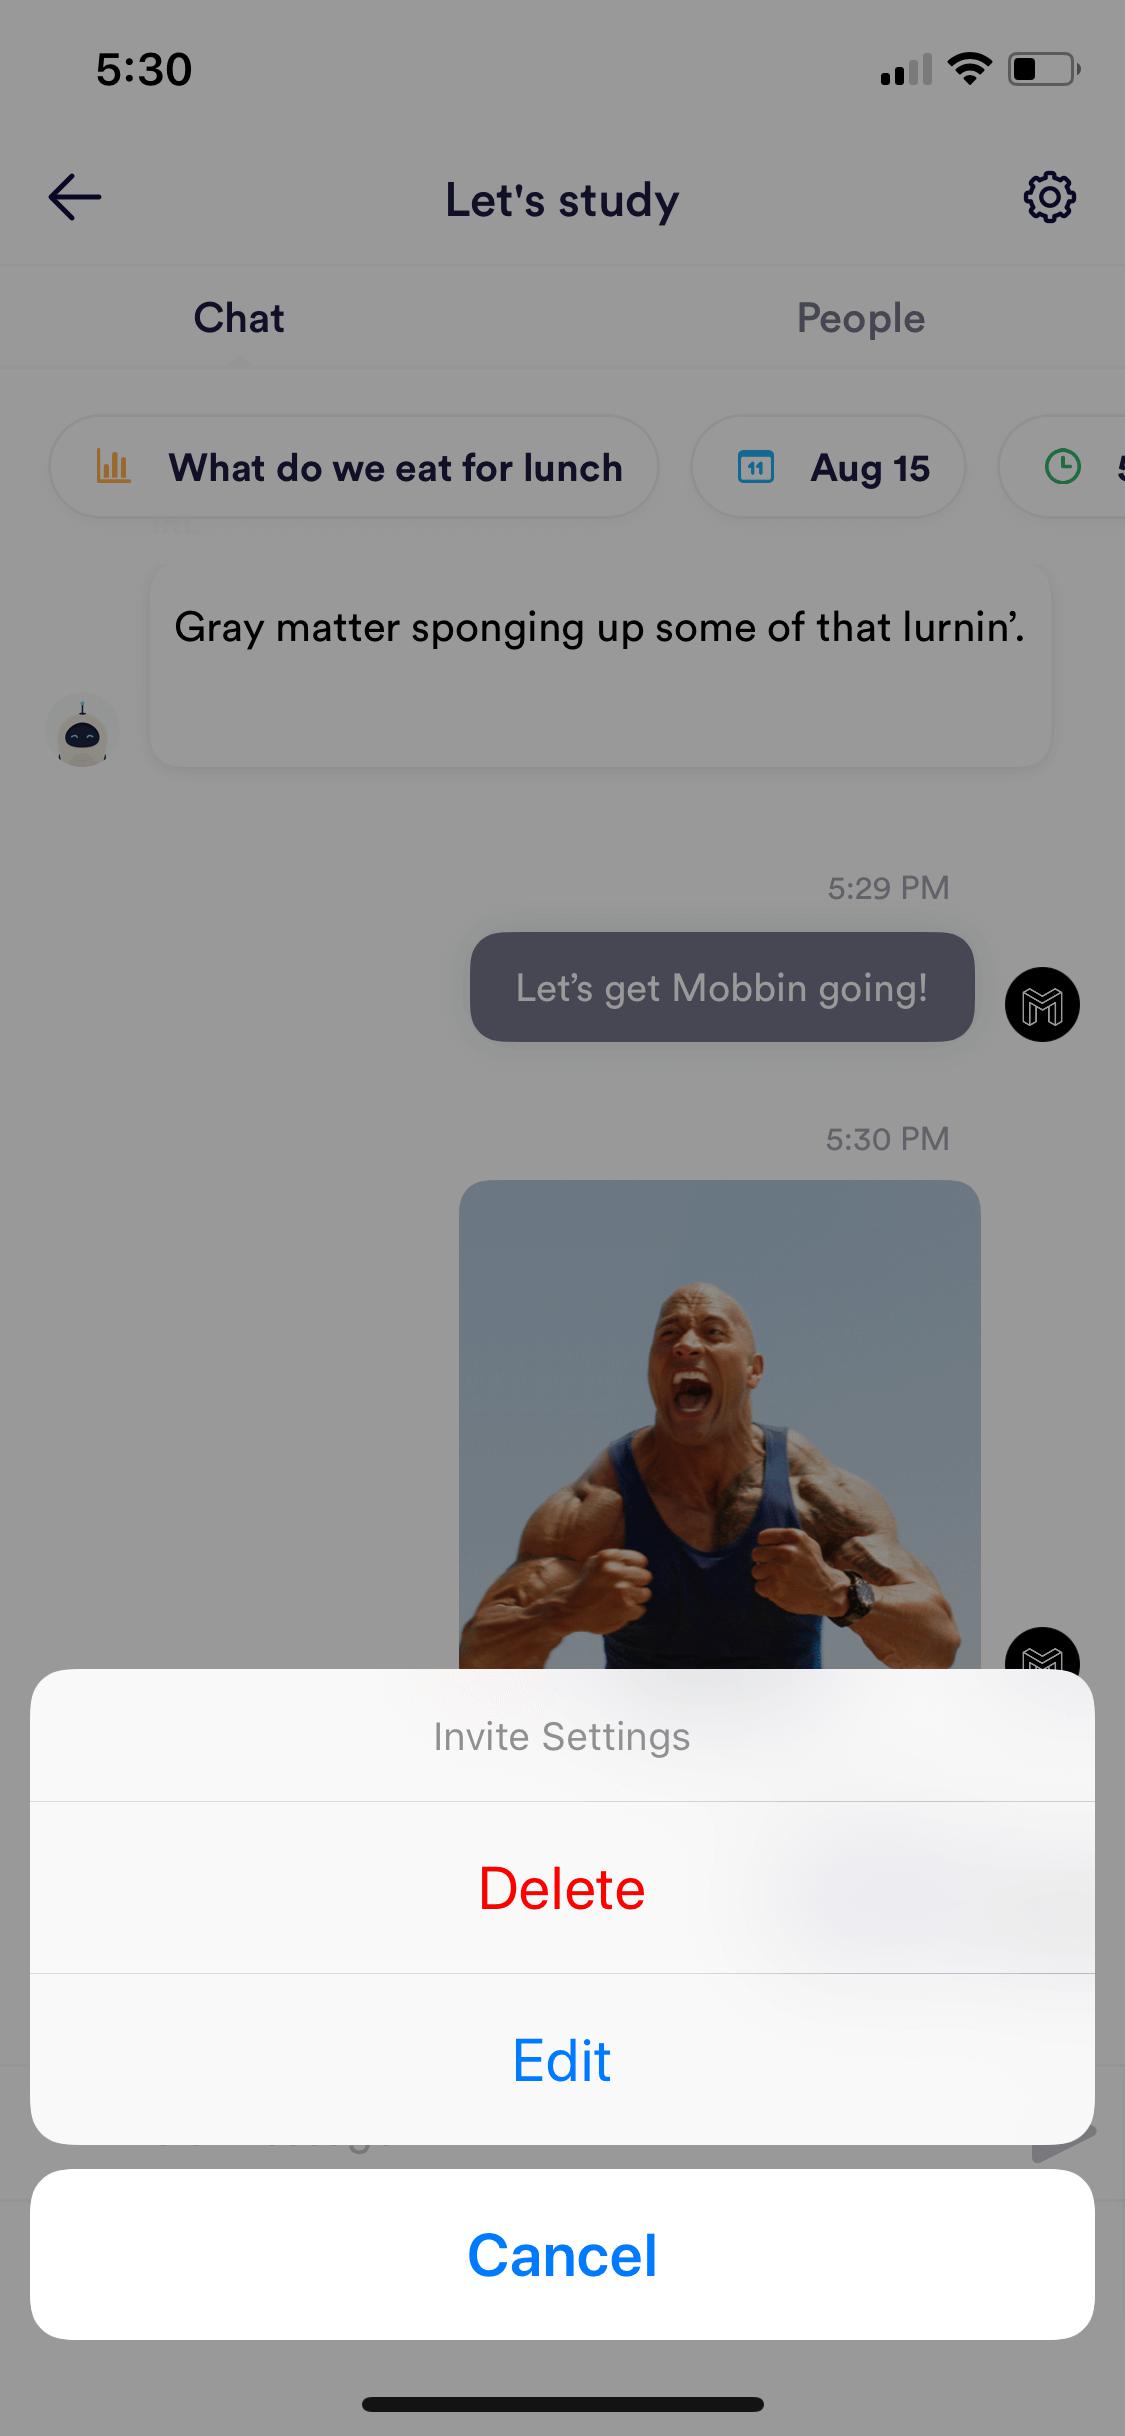 5:30
Let's study
Chat
People
What do we eat for lunch
11
Aug 15
Gray matter sponging up some of that lurnin’.
5:29 PM
Let’s get Mobbin going!
5:30 PM
Invite Settings
Delete
Edit
Cancel